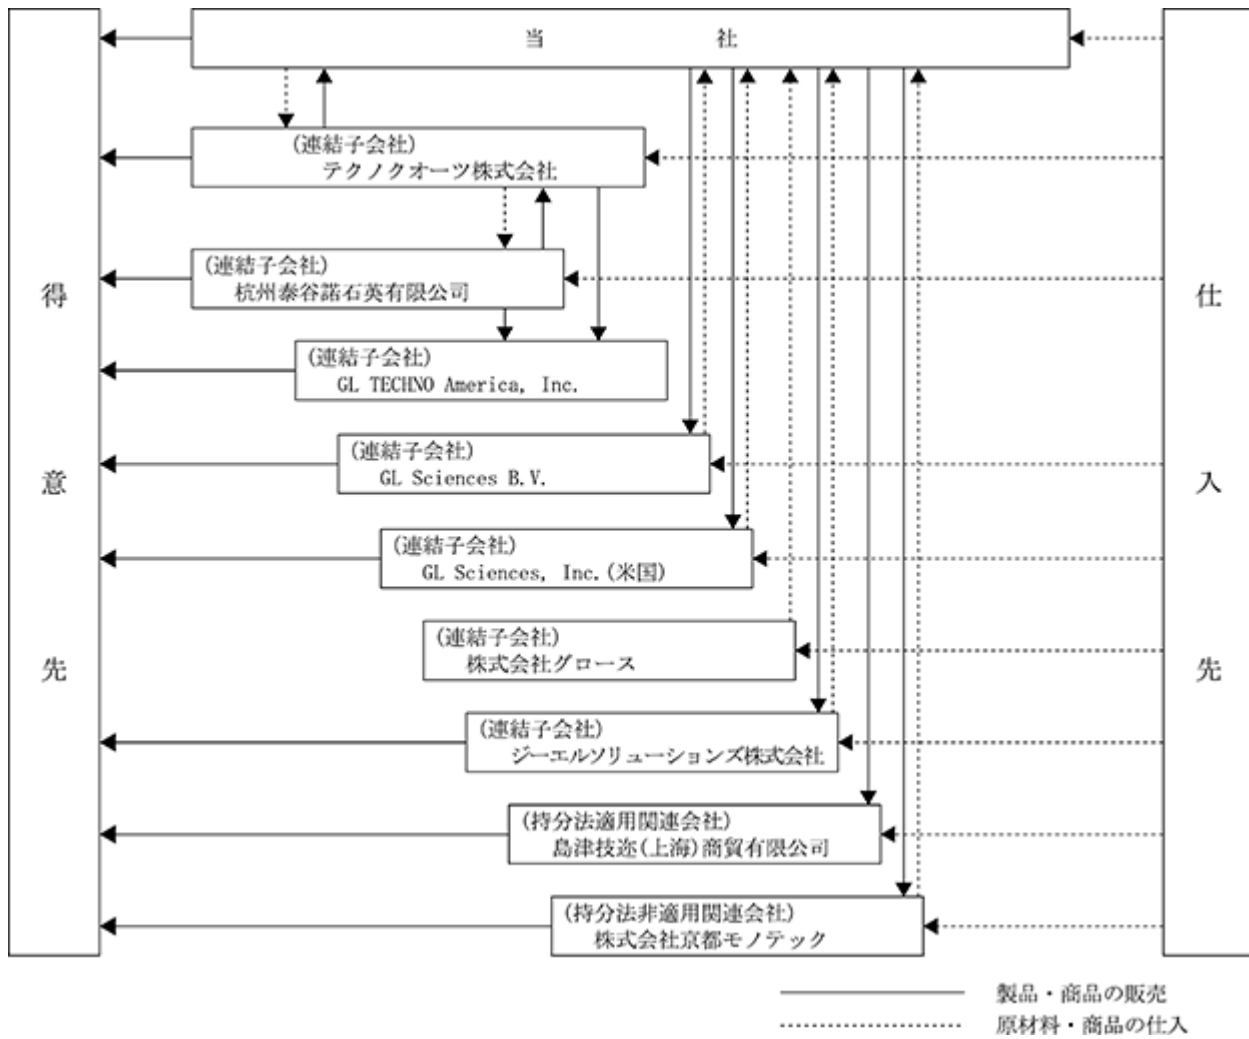 当 社
(連結子会社)
テクノクオーツ株式会社
(連結子会社)
杭州泰谷諾石英有限公司
(連結子会社)
GL TECHNO America, Inc.
(連結子会社)
GL Sciences B.V.
(連結子会社)
GL Sciences, Inc.(米国)
(連結子会社)
株式会社グロース
(連結子会社)
ジーエルソリューションズ株式会社
(持分法適用関連会社)
島津技迩(上海)商貿有限公司
(持分法非適用関連会社)
株式会社京都モノテック
得意先
仕入先
製品・商品の販売
原材料・商品の仕入